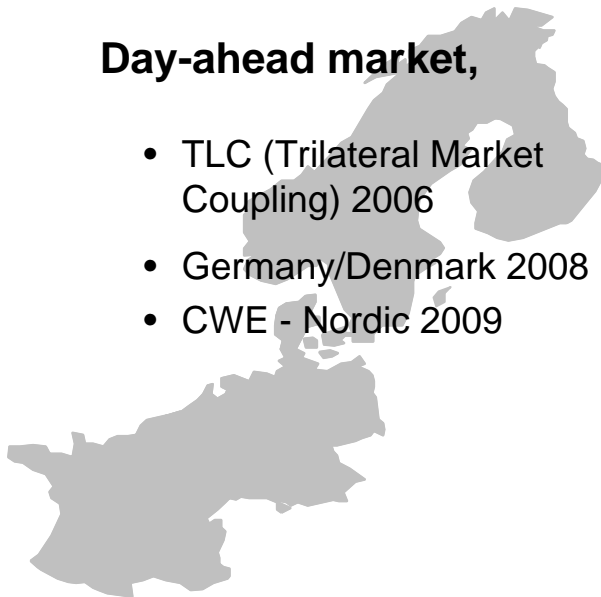 Day-ahead market,
• TLC (Trilateral Market
Coupling) 2006
• Germany/Denmark 2008
• CWE - Nordic 2009